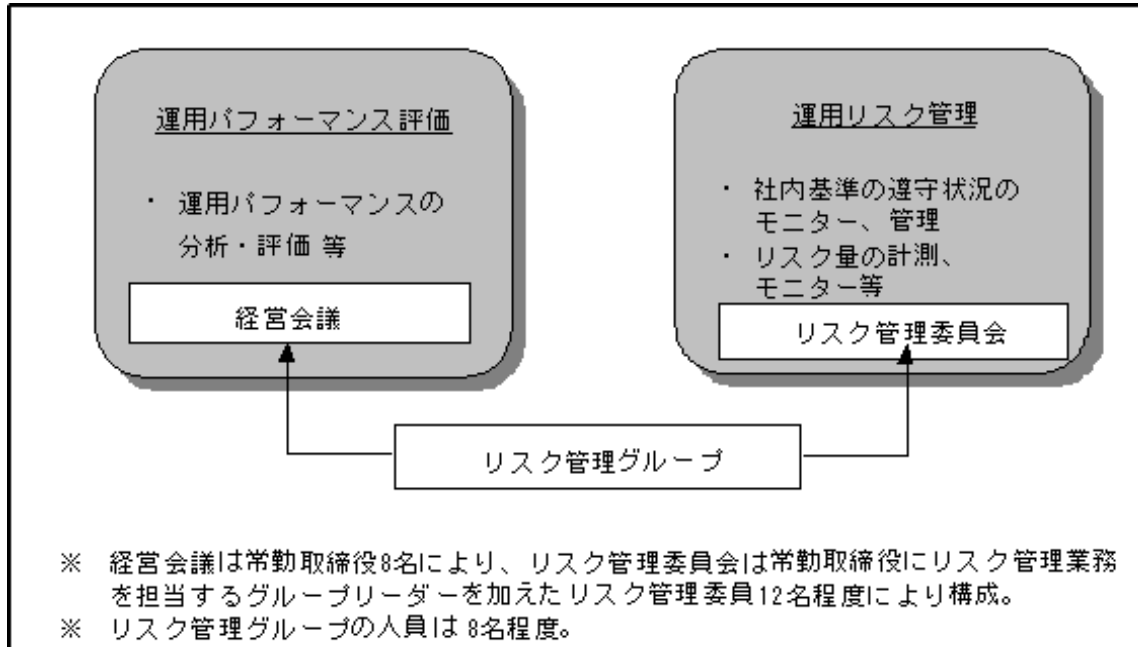 運用パフォーマンス評価
・ 運用パフォーマンスの
分析・評価 等
経営会議
運用リスク管理
・ 社内基準の遵守状況の
モニター、管理
・ リスク量の計測、
モニター等
リスク管理委員会
リスク管理グループ
※ 経営会議は常勤取締役8名により、リスク管理委員会は常勤取締役にリスク管理業務
を担当するグループリーダーを加えたリスク管理委員12名程度により構成。
※ リスク管理グループの人員は 8名程度。